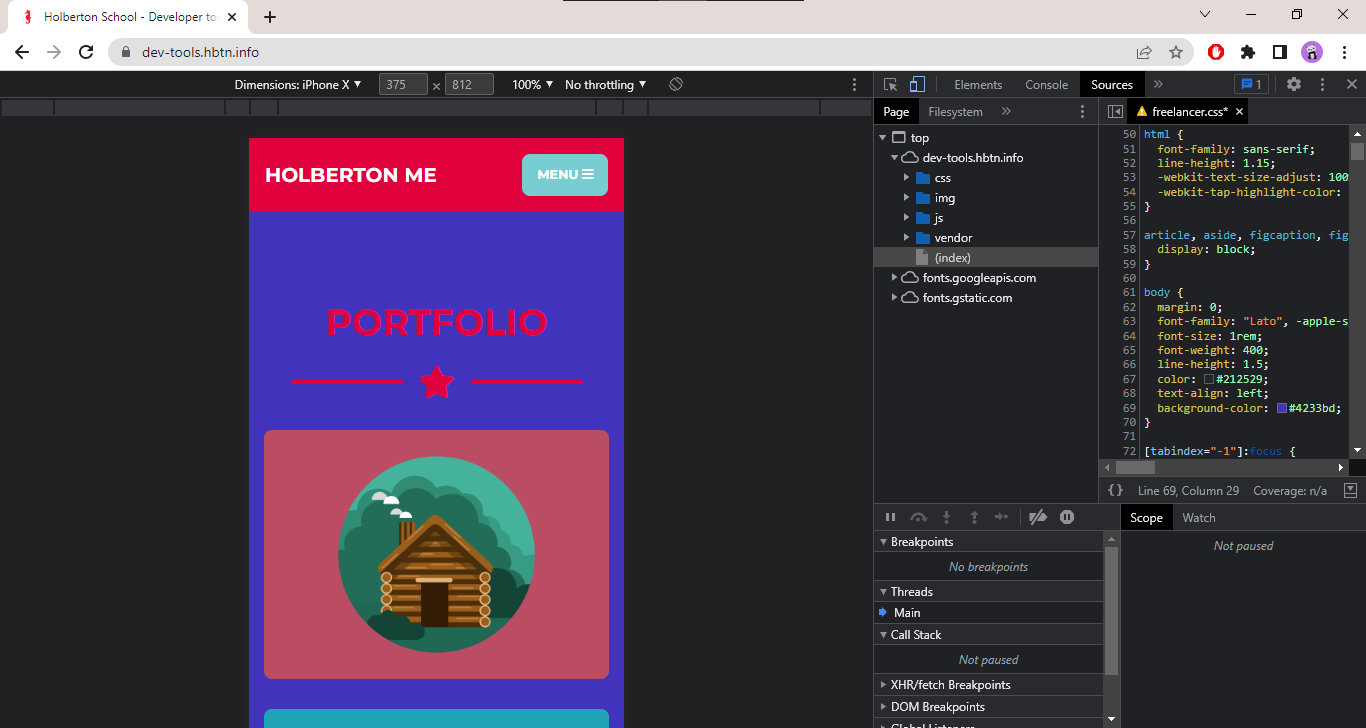 Holberton School - Developer to
dev-tools.hbtn.info
Dimensions: iPhone X ▼ 375 × 812 100% ▼ No throttling ▼
Elements Console Sources » 1
Page Filesystem »
freelancer.css* ×
top
dev-tools.hbtn.info
css
img
js
vendor
(index)
fonts.googleapis.com
fonts.gstatic.com
50 html {
51 font-family: sans-serif;
52 line-height: 1.15;
53 -webkit-text-size-adjust: 100
54 -webkit-tap-highlight-color:
55 }
56
57 article, aside, figcaption, fig
58 display: block;
59 }
60
61 body {
62 margin: 0;
63 font-family: "Lato", -apple-s
64 font-size: 1rem;
65 font-weight: 400;
66 line-height: 1.5;
67 color: #212529;
68 text-align: left;
69 background-color: #4233bd;
70 }
71
72 [tabindex="-1"]:focus {
{} Line 69, Column 29 Coverage: n/a
HOLBERTON ME
MENU
PORTFOLIO
Breakpoints
No breakpoints
Threads
Main
Call Stack
Not paused
XHR/fetch Breakpoints
DOM Breakpoints
Global Listeners
Scope Watch
Not paused